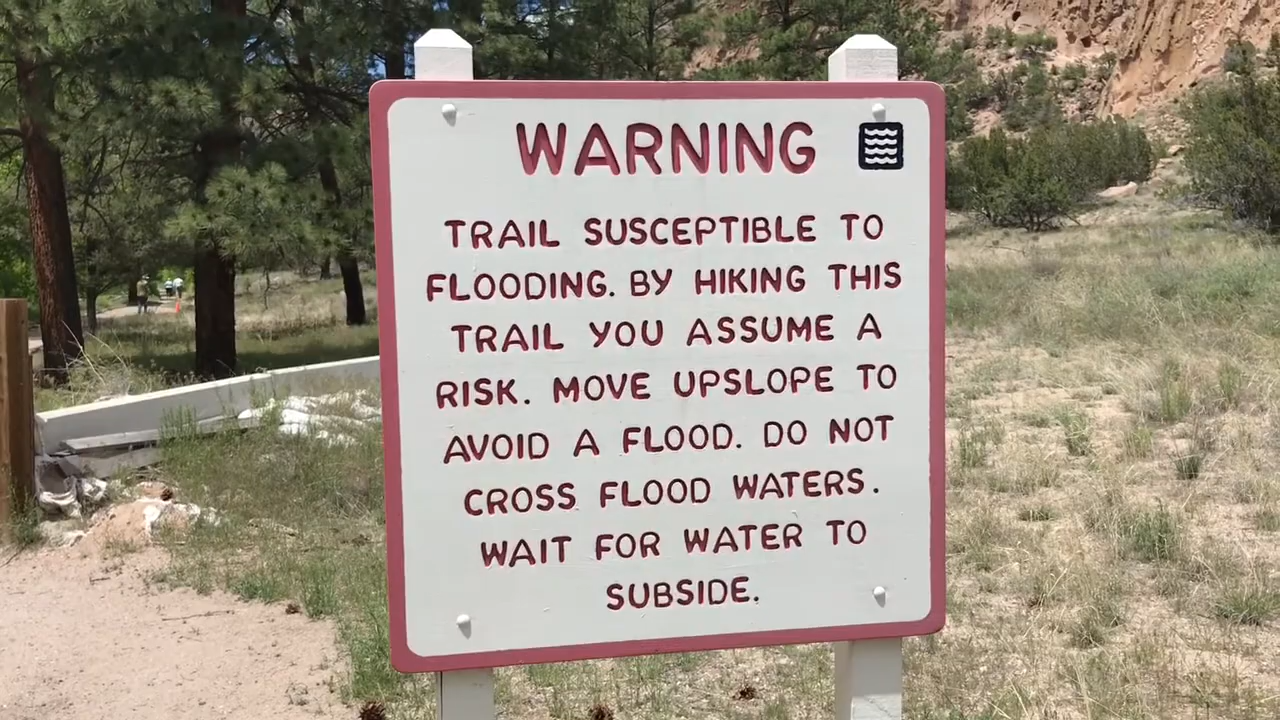 WARNING
TRAIL SUSCEPTIBLE TO
FLOODING. BY HIKING THIS
TRAIL YOU ASSUME A
RISK. MOVE UPSLOPE TO
AVOID A FLOOD. DO NOT
CROSS FLOOD WATERS.
WAIT FOR WATER TO
SUBSIDE.